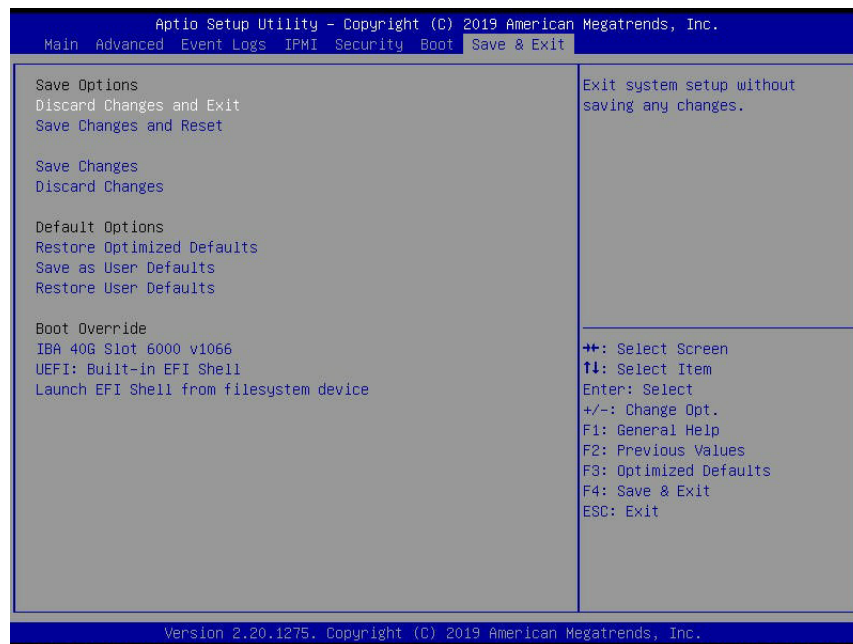 Aptio Setup Utility – Copyright (C) 2019 American Megatrends, Inc.
Main Advanced Event Logs IPMI Security Boot Save & Exit
Save Options
Discard Changes and Exit
Save Changes and Reset
Save Changes
Discard Changes
Default Options
Restore Optimized Defaults
Save as User Defaults
Restore User Defaults
Boot Override
IBA 40G Slot 6000 v1066
UEFI: Built-in EFI Shell
Launch EFI Shell from filesystem device
Exit system setup without
saving any changes.
→←: Select Screen
↑↓: Select Item
Enter: Select
+/-: Change Opt.
F1: General Help
F2: Previous Values
F3: Optimized Defaults
F4: Save & Exit
ESC: Exit
Version 2.20.1275. Copyright (C) 2019 American Megatrends, Inc.